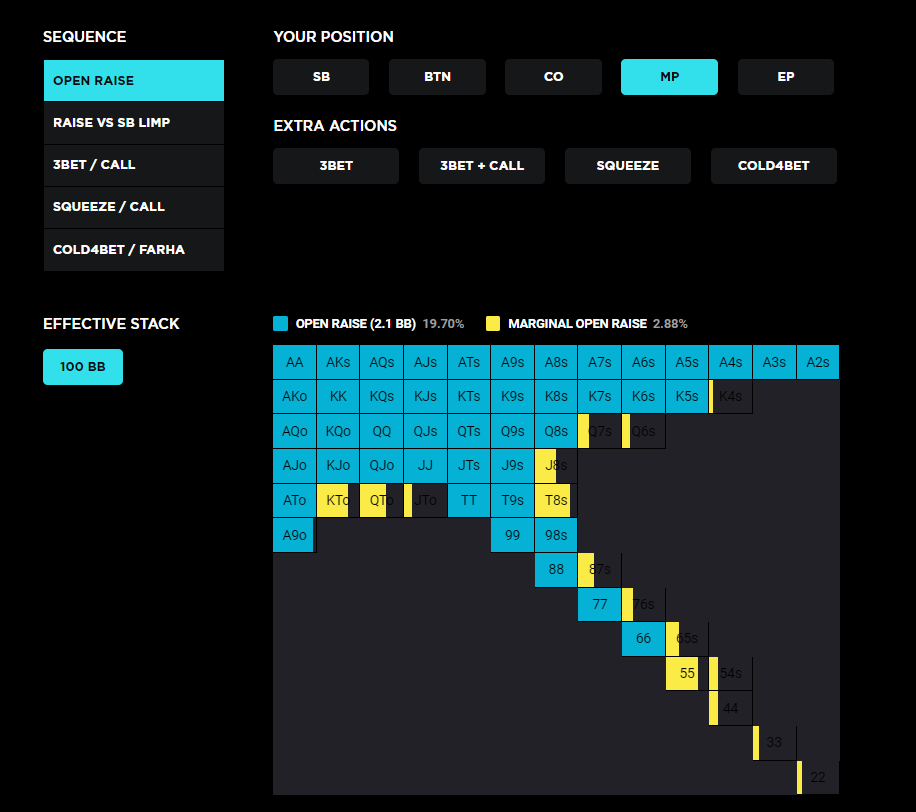 SEQUENCE
OPEN RAISE
RAISE VS SB LIMP
3BET / CALL
SQUEEZE / CALL
COLD4BET / FARHA
YOUR POSITION
SB BTN CO MP EP
EXTRA ACTIONS
3BET 3BET + CALL SQUEEZE COLD4BET
EFFECTIVE STACK
100 BB
OPEN RAISE (2.1 BB) 19.70% MARGINAL OPEN RAISE 2.88%
AA AKs AQs AJs ATs A9s A8s A7s A6s A5s A4s A3s A2s
AKo KK KQs KJs KTs K9s K8s K7s K6s K5s K4s
AQo KQo QQ QJs QTs Q9s Q8s Q7s Q6s
AJo KJo QJo JJ JTs J9s J8s
ATo KTo QTo JTo TT T9s T8s
A9o 99 98s
88 87s
77 76s
66 65s
55 54s
44
33
22